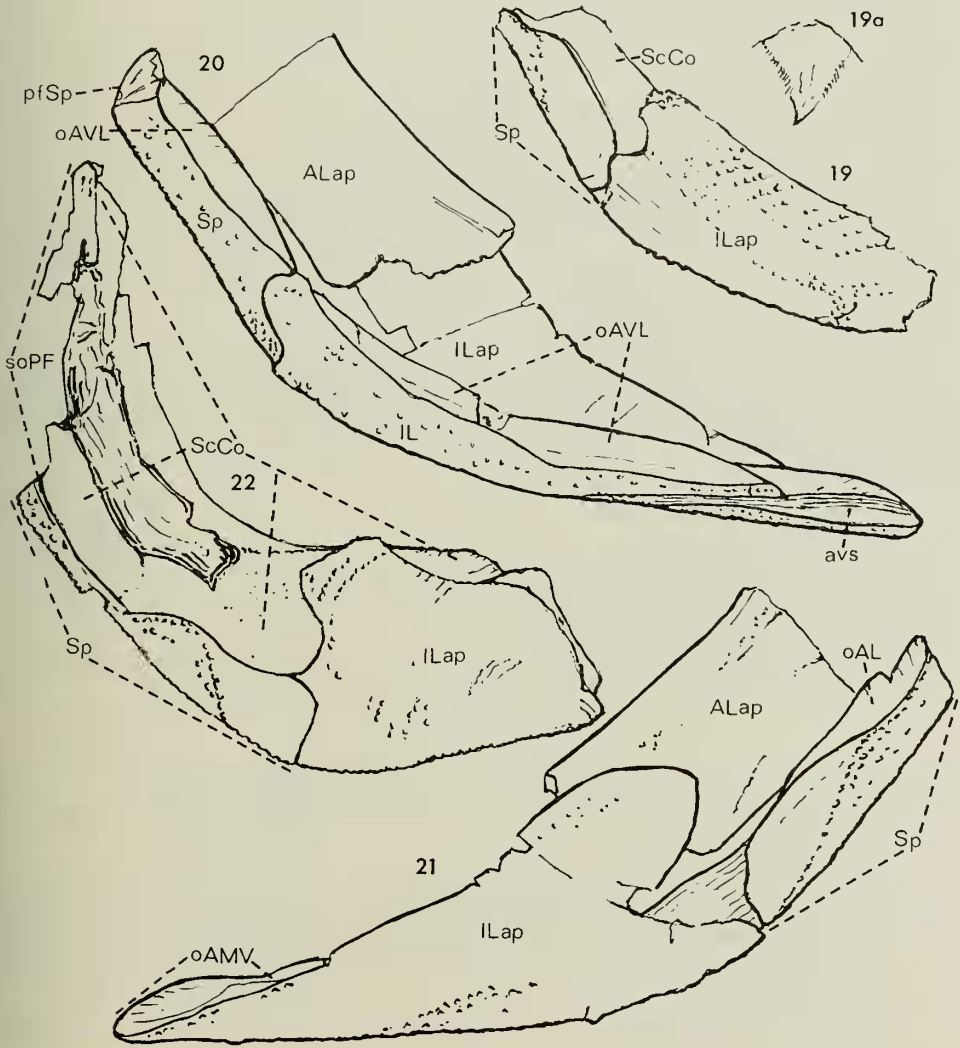 19a
20
ScCo
pfSp
oAVL
Sp
ALap
19
Sp
ILap
oAVL
soPF
ILap
ScCo
IL
22
avs
oAL
ALap
Sp
ILap
21
Sp
ILap
oAMV